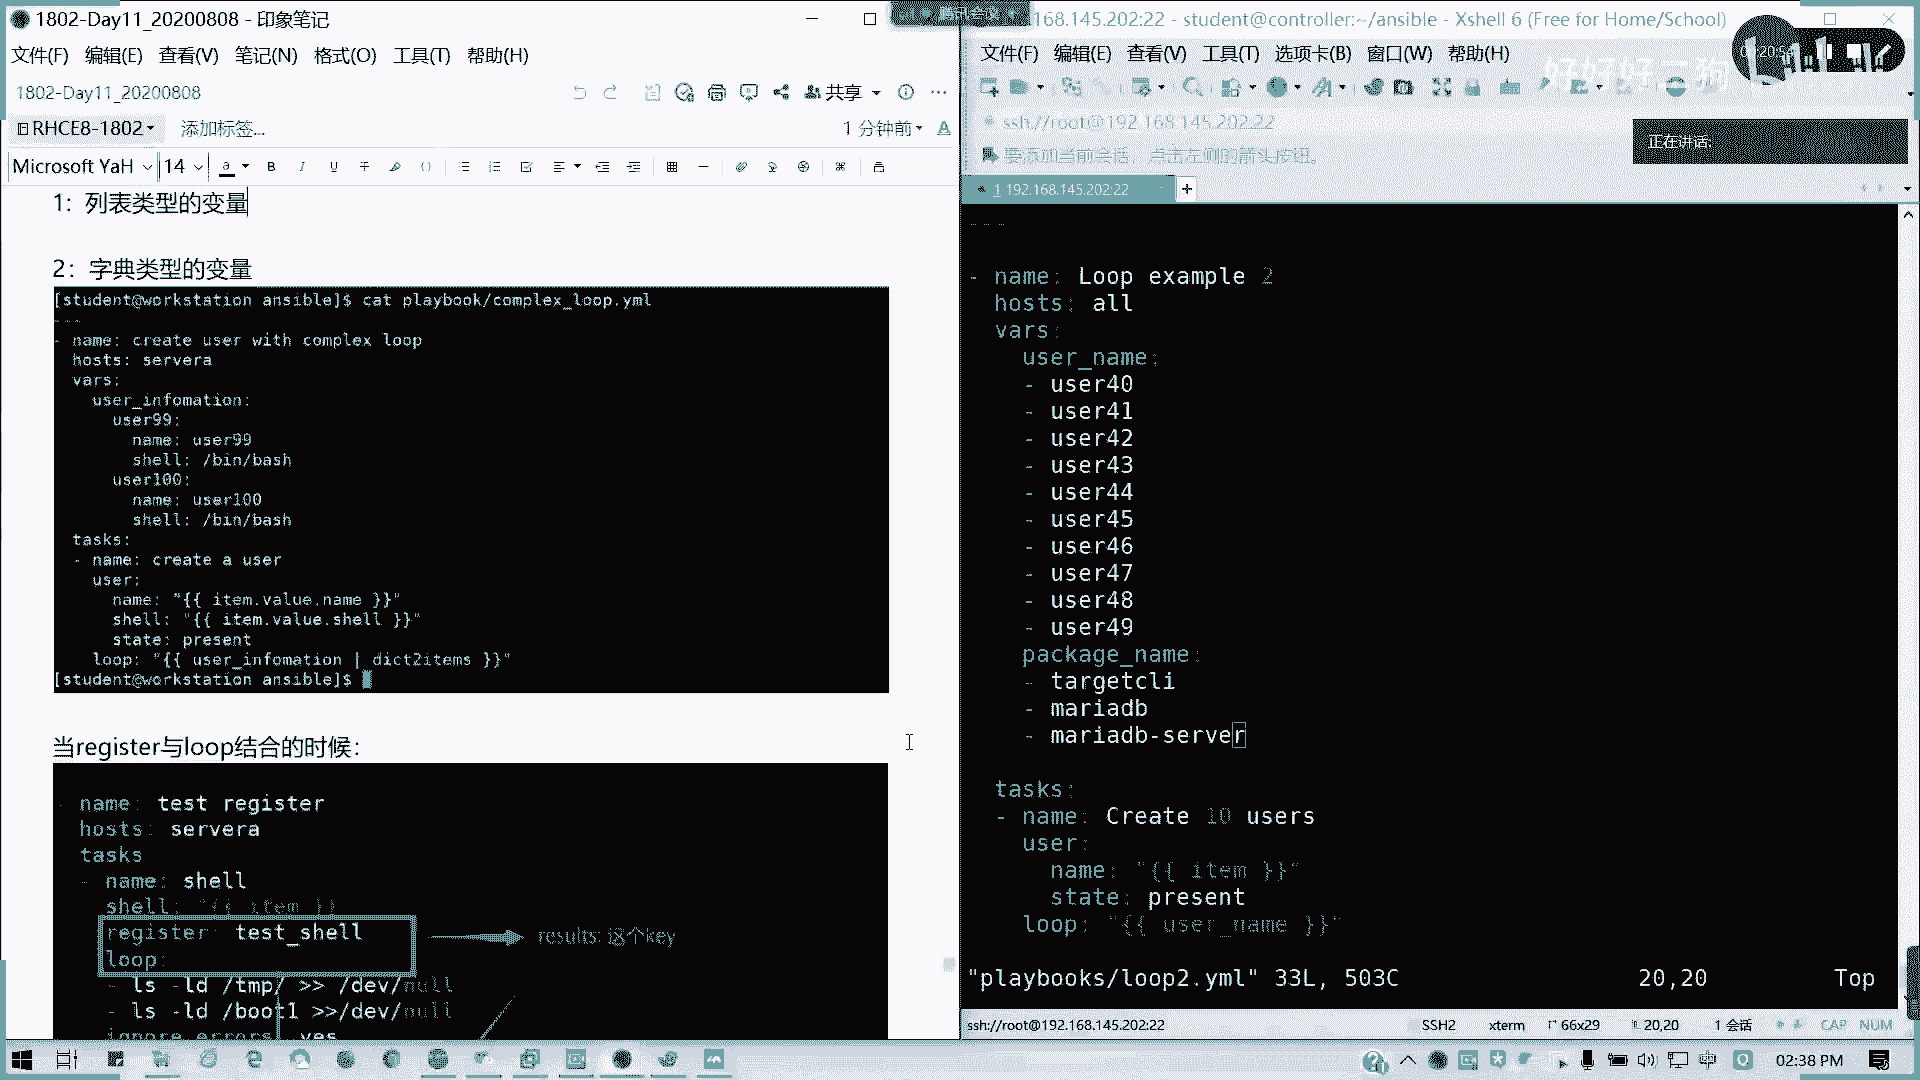 1802-Day11_20200808 - 印象笔记
文件(F) 编辑(E) 查看(V) 笔记(N) 格式(O) 工具(T) 帮助(H)
1802-Day11_20200808
共享
RHCE8-1802
添加标签...
1 分钟前
Microsoft YaH
14
1: 列表类型的变量
2: 字典类型的变量
[student@workstation ansible]$ cat playbook/complex_loop.yml
---
- name: create user with complex loop
hosts: servera
vars:
user_infomation:
user99:
name: user99
shell: /bin/bash
user100:
name: user100
shell: /bin/bash
tasks:
- name: create a user
user:
name: "{{ item.value.name }}"
shell: "{{ item.value.shell }}"
state: present
loop: "{{ user_infomation | dict2items }}"
[student@workstation ansible]$
当register与loop结合的时候:
- name: test register
hosts: servera
tasks
- name: shell
shell: "{{ item }}
register: test_shell
loop:
- ls -ld /tmp/ >> /dev/null
- ls -ld /boot1 >>/dev/null
ignore_errors: yes
results: 这个key
腾讯会议
168.145.202:22 - student@controller:~/ansible - Xshell 6 (Free for Home/School)
文件(F) 编辑(E) 查看(V) 工具(T) 选项卡(B) 窗口(W) 帮助(H)
好好好二狗
ssh://root@192.168.145.202:22
要添加当前会话，点击左侧的箭头按钮。
正在讲话:
1 192.168.145.202:22
---
- name: Loop example 2
hosts: all
vars:
user_name:
- user40
- user41
- user42
- user43
- user44
- user45
- user46
- user47
- user48
- user49
package_name:
- targetcli
- mariadb
- mariadb-server
tasks:
- name: Create 10 users
user:
name: "{{ item }}"
state: present
loop: "{{ user_name }}"
"playbooks/loop2.yml" 33L, 503C 20,20 Top
ssh://root@192.168.145.202:22 SSH2 xterm 66x29 20,20 1 会话 CAP NUM
中
02:38 PM